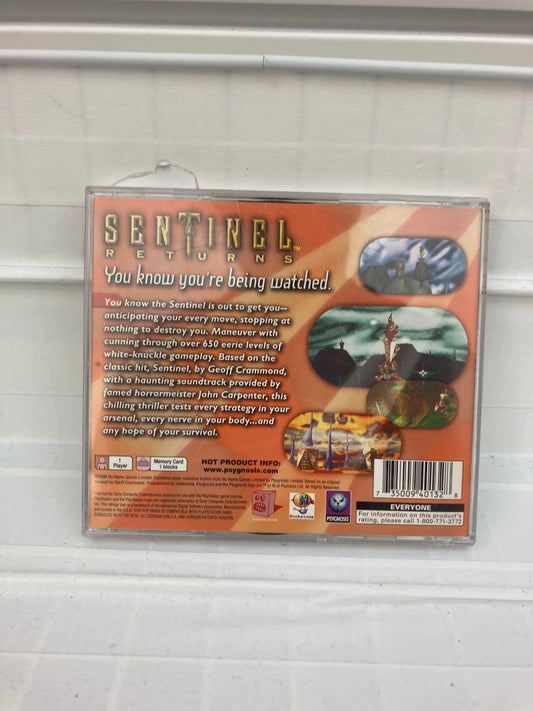 SENTINEL™
RETURNS
You know you're being watched.
You know the Sentinel is out to get you--
anticipating your every move, stopping at
nothing to destroy you. Maneuver with
cunning through over 650 eerie levels of
white-knuckle gameplay. Based on the
classic hit, Sentinel, by Geoff Crammond,
with a haunting soundtrack provided by
famed horrormeister John Carpenter, this
chilling thriller tests every strategy in your
arsenal, every nerve in your body...and
any hope of your survival.
1
Player
Memory Card
1 blocks
HOT PRODUCT INFO:
www.psygnosis.com
7 35009 40132 8
PSYGNOSIS
EVERYONE
For information on this product's
rating, please call 1-800-771-3772